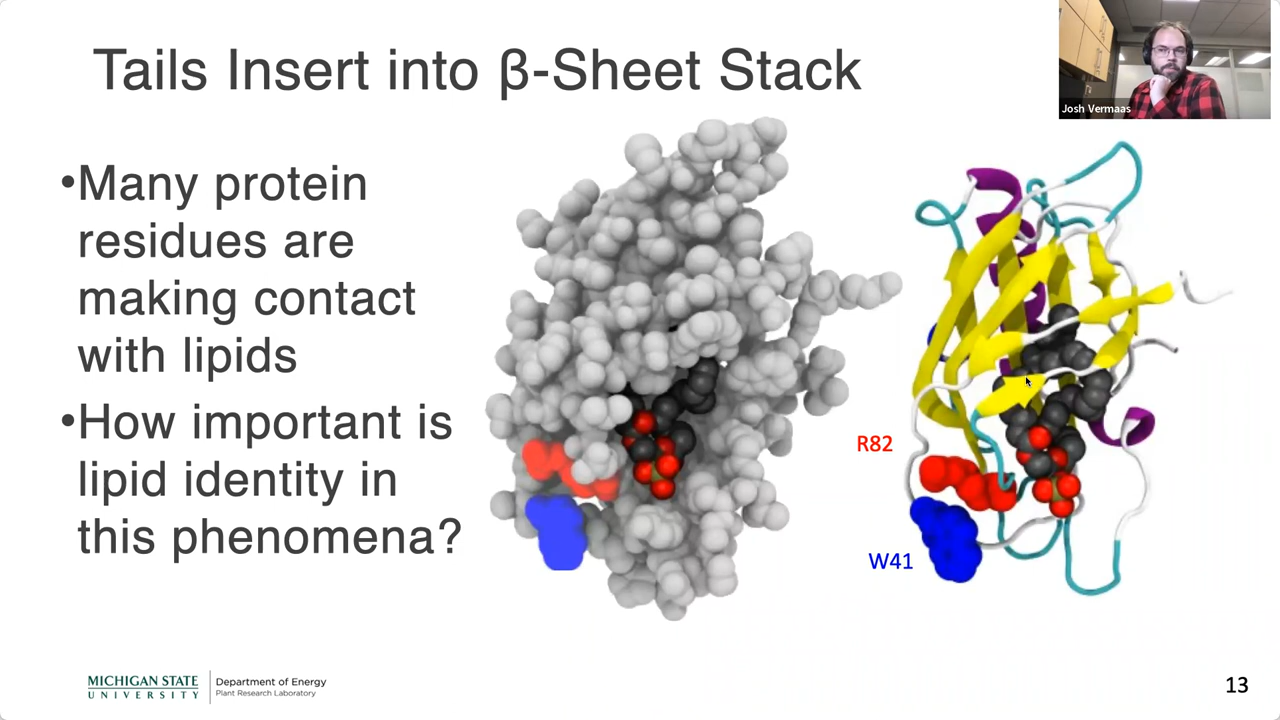 Tails Insert into β-Sheet Stack
Josh Vermaas
•Many protein
residues are
making contact
with lipids
•How important is
lipid identity in
this phenomena?
R82
W41
MICHIGAN STATE
UNIVERSITY
Department of Energy
Plant Research Laboratory
13